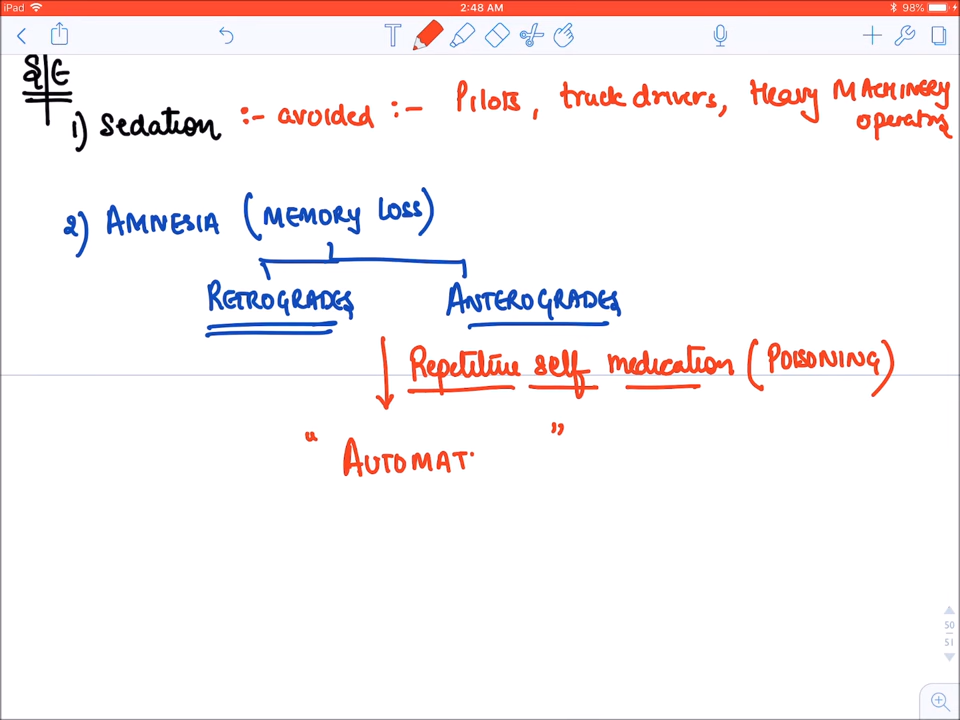 iPad 2:48 AM 98%
T
S/E
1) Sedation :- avoided :- Pilots, truck drivers, Heavy MACHINERY
operating
2) AMNESIA (MEMORY LOSS)
RETROGRADES ANTEROGRADES
Repetitive self medication (POISONING)
" AUTOMAT "
50
51